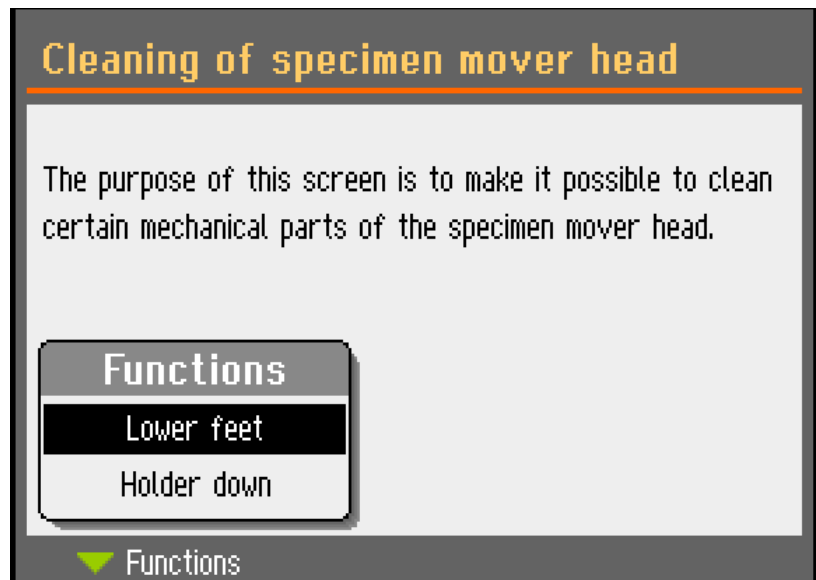 Cleaning of specimen mover head
The purpose of this screen is to make it possible to clean
certain mechanical parts of the specimen mover head.
Functions
Lower feet
Holder down
Functions